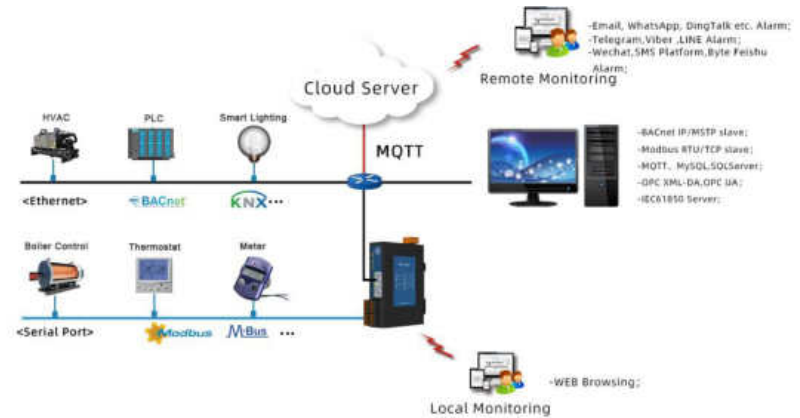 -Email, WhatsApp, DingTalk etc. Alarm;
-Telegram,Viber ,LINE Alarm;
-Wechat,SMS Platform,Byte Feishu
Alarm;
Remote Monitoring
Cloud Server
HVAC
PLC
Smart Lighting
MQTT
<Ethernet>
BACnet
KNX...
-BACnet IP/MSTP slave;
-Modbus RTU/TCP slave;
-MQTT、MySQL,SQLServer;
-OPC XML-DA,OPC UA;
-IEC61850 Server;
Boiler Control
Thermostat
Meter
<Serial Port>
Modbus
M-Bus
...
-WEB Browsing;
Local Monitoring